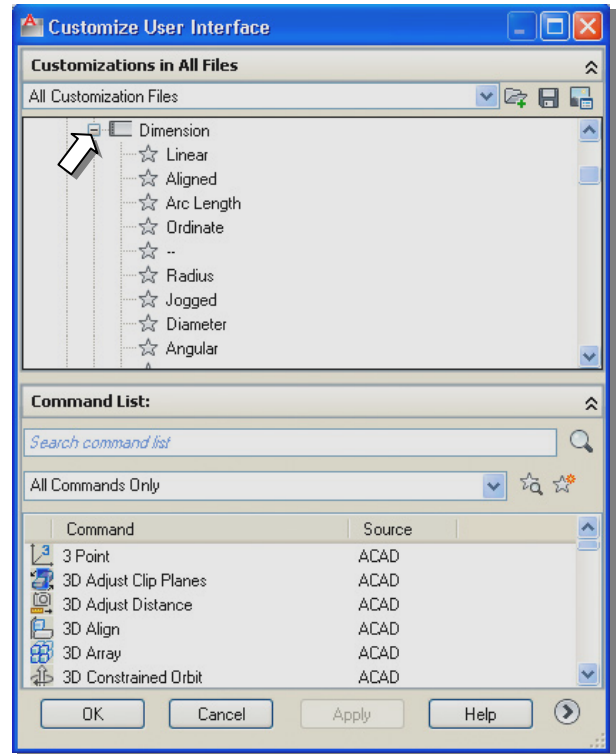 Customize User Interface
Customizations in All Files
All Customization Files
Dimension
Linear
Aligned
Arc Length
Ordinate
--
Radius
Jogged
Diameter
Angular
Command List:
Search command list
All Commands Only
Command Source
3 Point ACAD
3D Adjust Clip Planes ACAD
3D Adjust Distance ACAD
3D Align ACAD
3D Array ACAD
3D Constrained Orbit ACAD
OK Cancel Apply Help